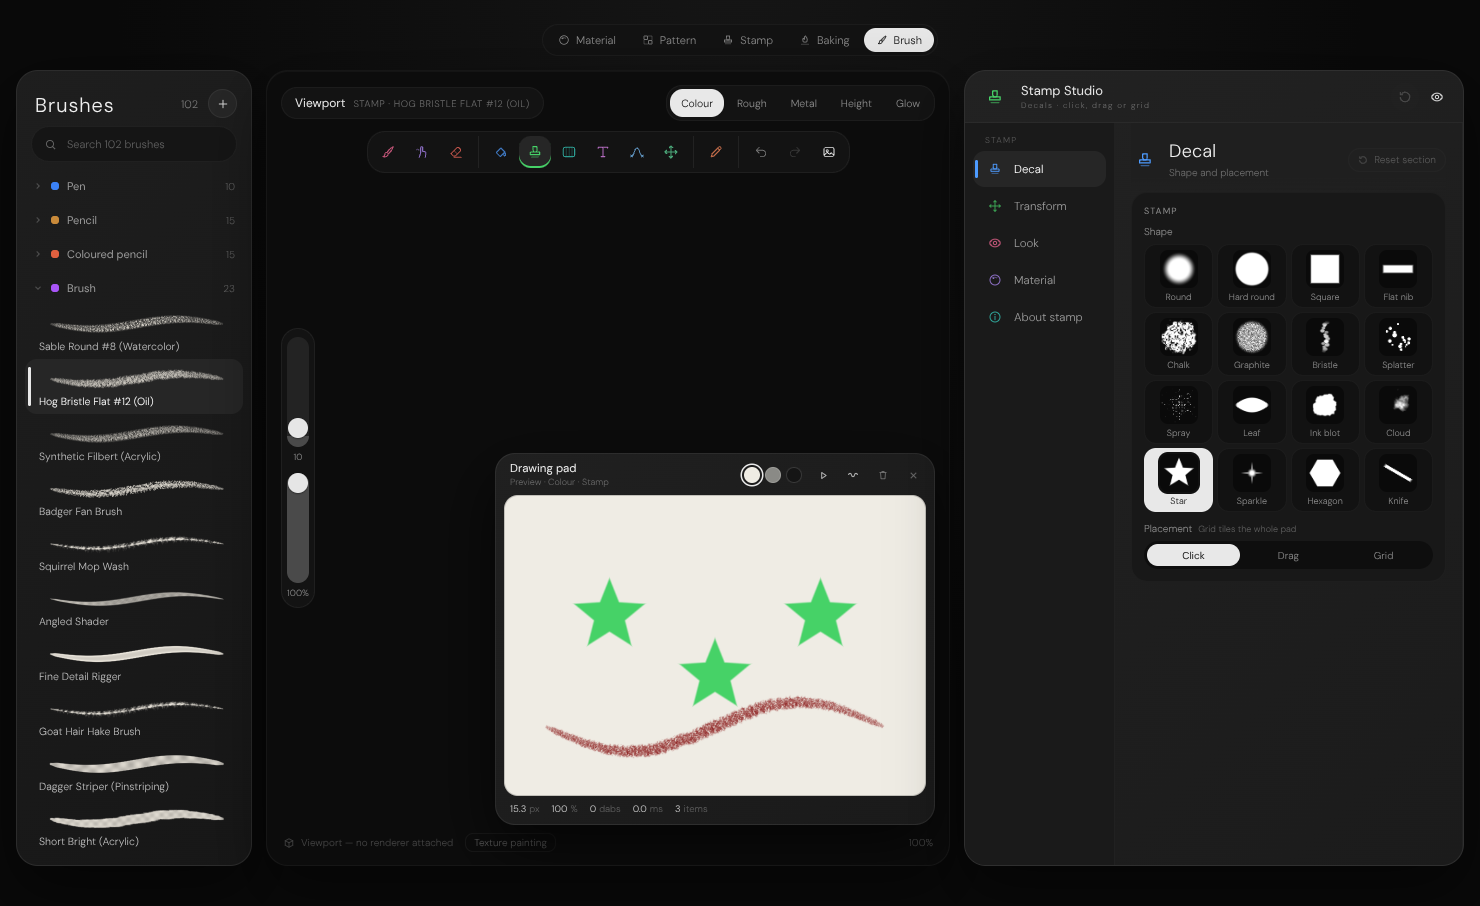 Material
Pattern
Stamp
Baking
Brush
Brushes
102
Search 102 brushes
Pen
10
Pencil
15
Coloured pencil
15
Brush
23
Sable Round #8 (Watercolor)
Hog Bristle Flat #12 (Oil)
Synthetic Filbert (Acrylic)
Badger Fan Brush
Squirrel Mop Wash
Angled Shader
Fine Detail Rigger
Goat Hair Hake Brush
Dagger Striper (Pinstriping)
Short Bright (Acrylic)
Viewport
STAMP · HOG BRISTLE FLAT #12 (OIL)
Colour
Rough
Metal
Height
Glow
T
10
100%
Drawing pad
Preview · Colour · Stamp
15.3 px
100 %
0 dabs
0.0 ms
3 items
Viewport — no renderer attached
Texture painting
100%
Stamp Studio
Decals · click, drag or grid
STAMP
Decal
Transform
Look
Material
About stamp
Decal
Shape and placement
Reset section
STAMP
Shape
Round
Hard round
Square
Flat nib
Chalk
Graphite
Bristle
Splatter
Spray
Leaf
Ink blot
Cloud
Star
Sparkle
Hexagon
Knife
Placement
Grid tiles the whole pad
Click
Drag
Grid